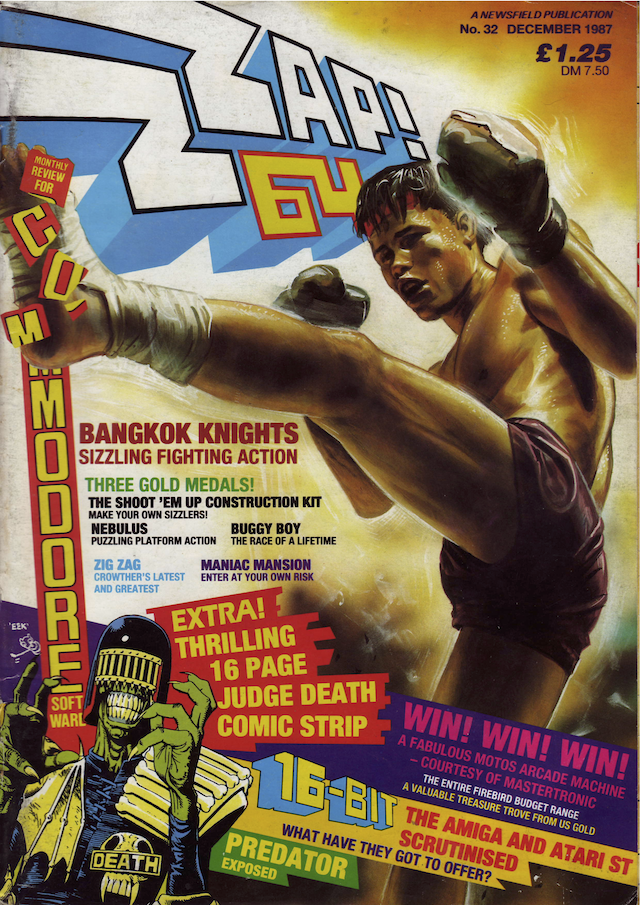 A NEWSFIELD PUBLICATION
No. 32 DECEMBER 1987
£1.25
DM 7.50
ZZAP!
64
MONTHLY
REVIEW
FOR
COMMODORE
SOFT
WARE
BANGKOK KNIGHTS
SIZZLING FIGHTING ACTION
THREE GOLD MEDALS!
THE SHOOT 'EM UP CONSTRUCTION KIT
MAKE YOUR OWN SIZZLERS!
NEBULUS
PUZZLING PLATFORM ACTION
BUGGY BOY
THE RACE OF A LIFETIME
ZIG ZAG
CROWTHER'S LATEST
AND GREATEST
MANIAC MANSION
ENTER AT YOUR OWN RISK
EXTRA!
THRILLING
16 PAGE
JUDGE DEATH
COMIC STRIP
DEATH
WIN! WIN! WIN!
A FABULOUS MOTOS ARCADE MACHINE
– COURTESY OF MASTERTRONIC
THE ENTIRE FIREBIRD BUDGET RANGE
A VALUABLE TREASURE TROVE FROM US GOLD
16-BIT
THE AMIGA AND ATARI ST
SCRUTINISED
WHAT HAVE THEY GOT TO OFFER?
PREDATOR
EXPOSED